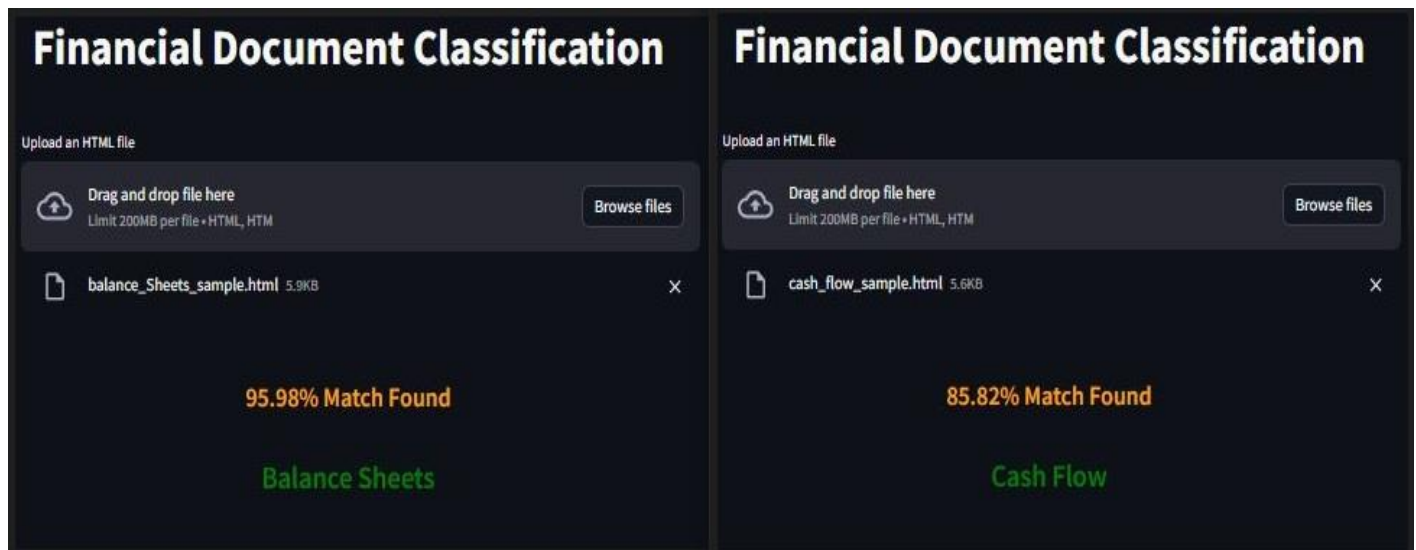 Financial Document Classification
Upload an HTML file
Drag and drop file here
Limit 200MB per file • HTML, HTM
Browse files
balance_Sheets_sample.html 5.9KB
95.98% Match Found
Balance Sheets
Financial Document Classification
Upload an HTML file
Drag and drop file here
Limit 200MB per file • HTML, HTM
Browse files
cash_flow_sample.html 5.6KB
85.82% Match Found
Cash Flow